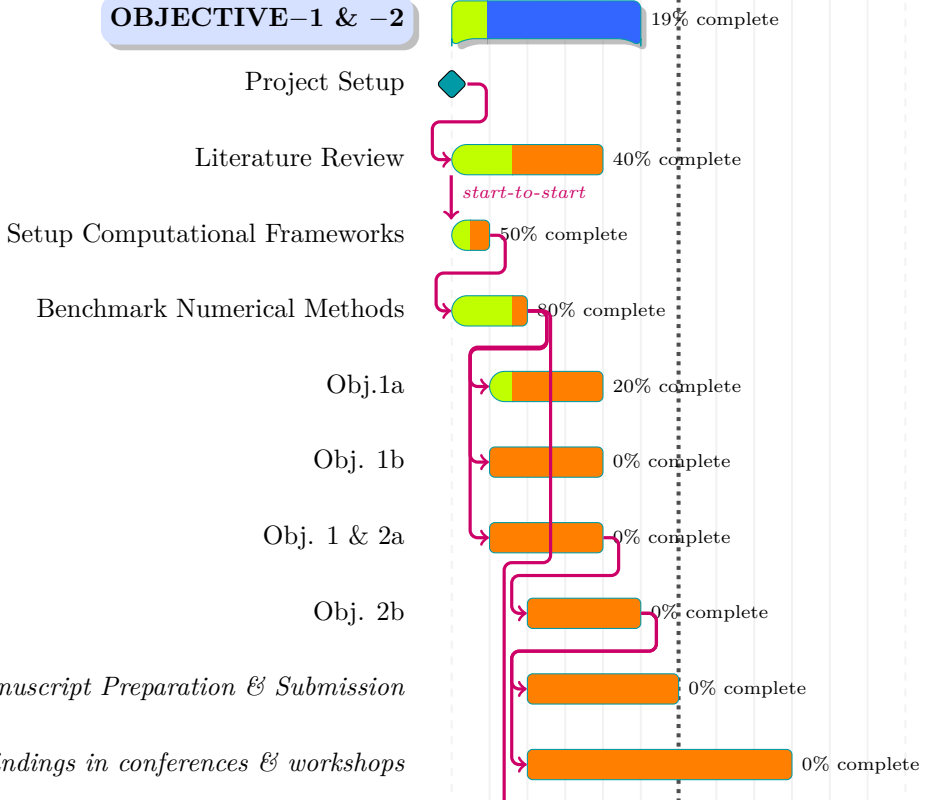 OBJECTIVE−1 & −2 19% complete
Project Setup
Literature Review 40% complete
start-to-start
Setup Computational Frameworks 50% complete
Benchmark Numerical Methods 80% complete
Obj.1a 20% complete
Obj. 1b 0% complete
Obj. 1 & 2a 0% complete
Obj. 2b 0% complete
Preparation & Submission 0% complete
in conferences & workshops 0% complete